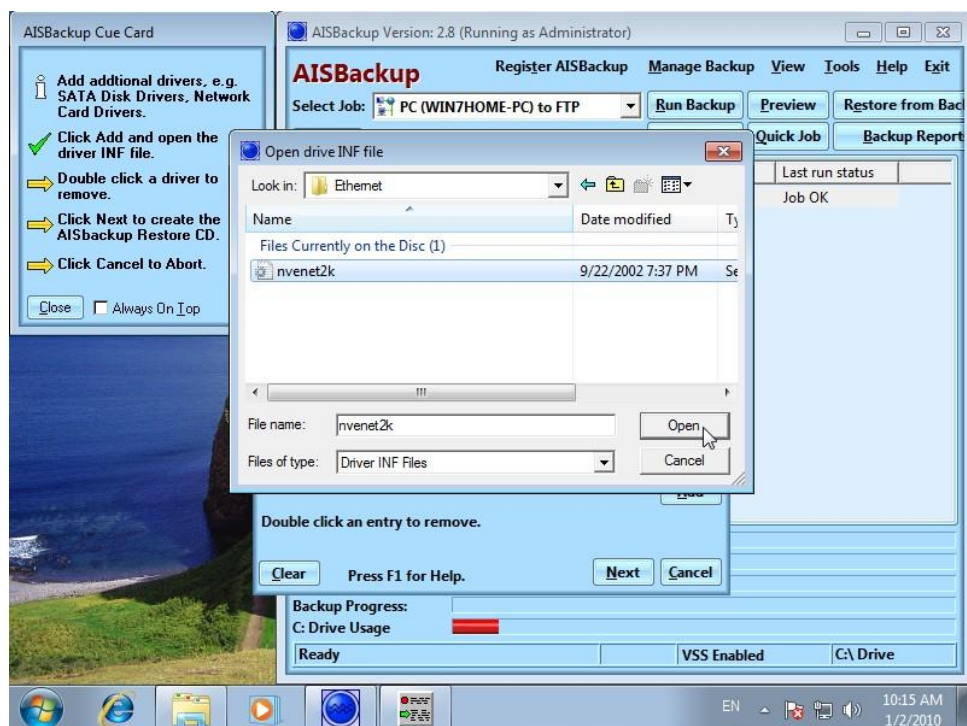 AISBackup Cue Card
Add addtional drivers, e.g.
SATA Disk Drivers, Network
Card Drivers.
Click Add and open the
driver INF file.
Double click a driver to
remove.
Click Next to create the
AISbackup Restore CD.
Click Cancel to Abort.
Close
Always On Top
AISBackup Version: 2.8 (Running as Administrator)
AISBackup
Register AISBackup Manage Backup View Tools Help Exit
Select Job: PC (WIN7HOME-PC) to FTP Run Backup Preview Restore from Bac
Quick Job Backup Report
Last run status
Job OK
Open drive INF file
Look in: Ethernet
Name Date modified Ty
Files Currently on the Disc (1)
nvenet2k 9/22/2002 7:37 PM Se
File name: nvenet2k Open
Files of type: Driver INF Files Cancel
Double click an entry to remove.
Clear Press F1 for Help. Next Cancel
Backup Progress:
C: Drive Usage
Ready VSS Enabled C:\ Drive
EN 10:15 AM
1/2/2010